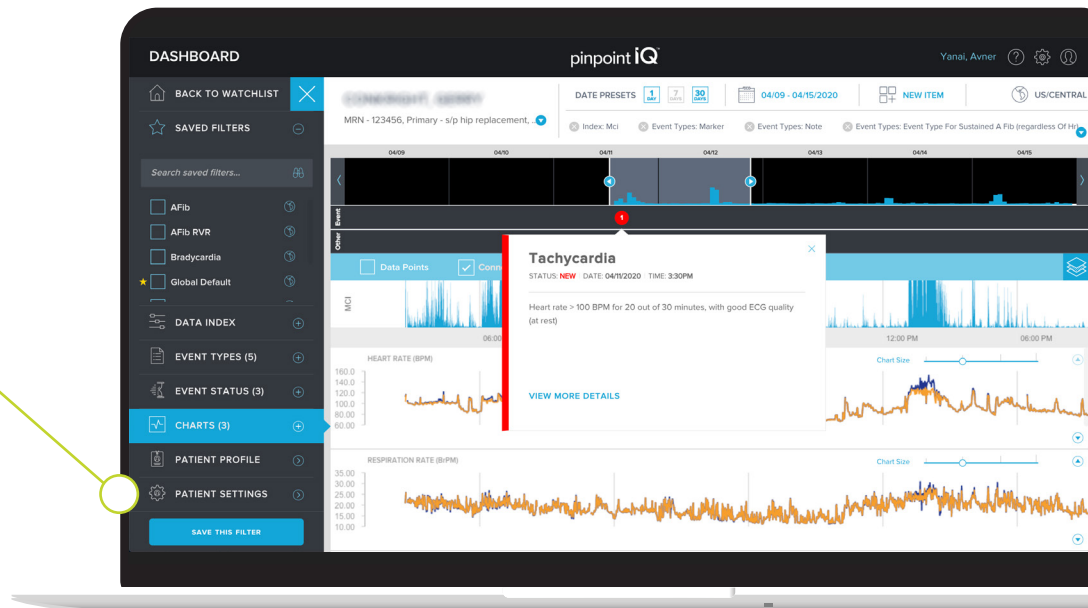 DASHBOARD
pinpoint iQ
Yanai, Avner
BACK TO WATCHLIST
SAVED FILTERS
Search saved filters...
AFib
AFib RVR
Bradycardia
Global Default
DATA INDEX
EVENT TYPES (5)
EVENT STATUS (3)
CHARTS (3)
PATIENT PROFILE
PATIENT SETTINGS
SAVE THIS FILTER
DATE PRESETS 1 DAY 7 DAYS 30 DAYS 04/09 - 04/15/2020 NEW ITEM US/CENTRAL
MRN - 123456, Primary - s/p hip replacement, ...
Index: Mci Event Types: Marker Event Types: Note Event Types: Event Type For Sustained A Fib (regardless Of Hr)
04/09 04/10 04/11 04/12 04/13 04/14 04/15
Event
1
Other
Data Points
Tachycardia
STATUS: NEW DATE: 04/11/2020 TIME: 3:30PM
Heart rate > 100 BPM for 20 out of 30 minutes, with good ECG quality
(at rest)
VIEW MORE DETAILS
MCI
06:00 12:00 PM 06:00 PM
HEART RATE (BPM) Chart Size
160.0
140.0
120.0
100.0
80.00
60.00
RESPIRATION RATE (BrPM) Chart Size
35.00
30.00
25.00
20.00
15.00
10.00